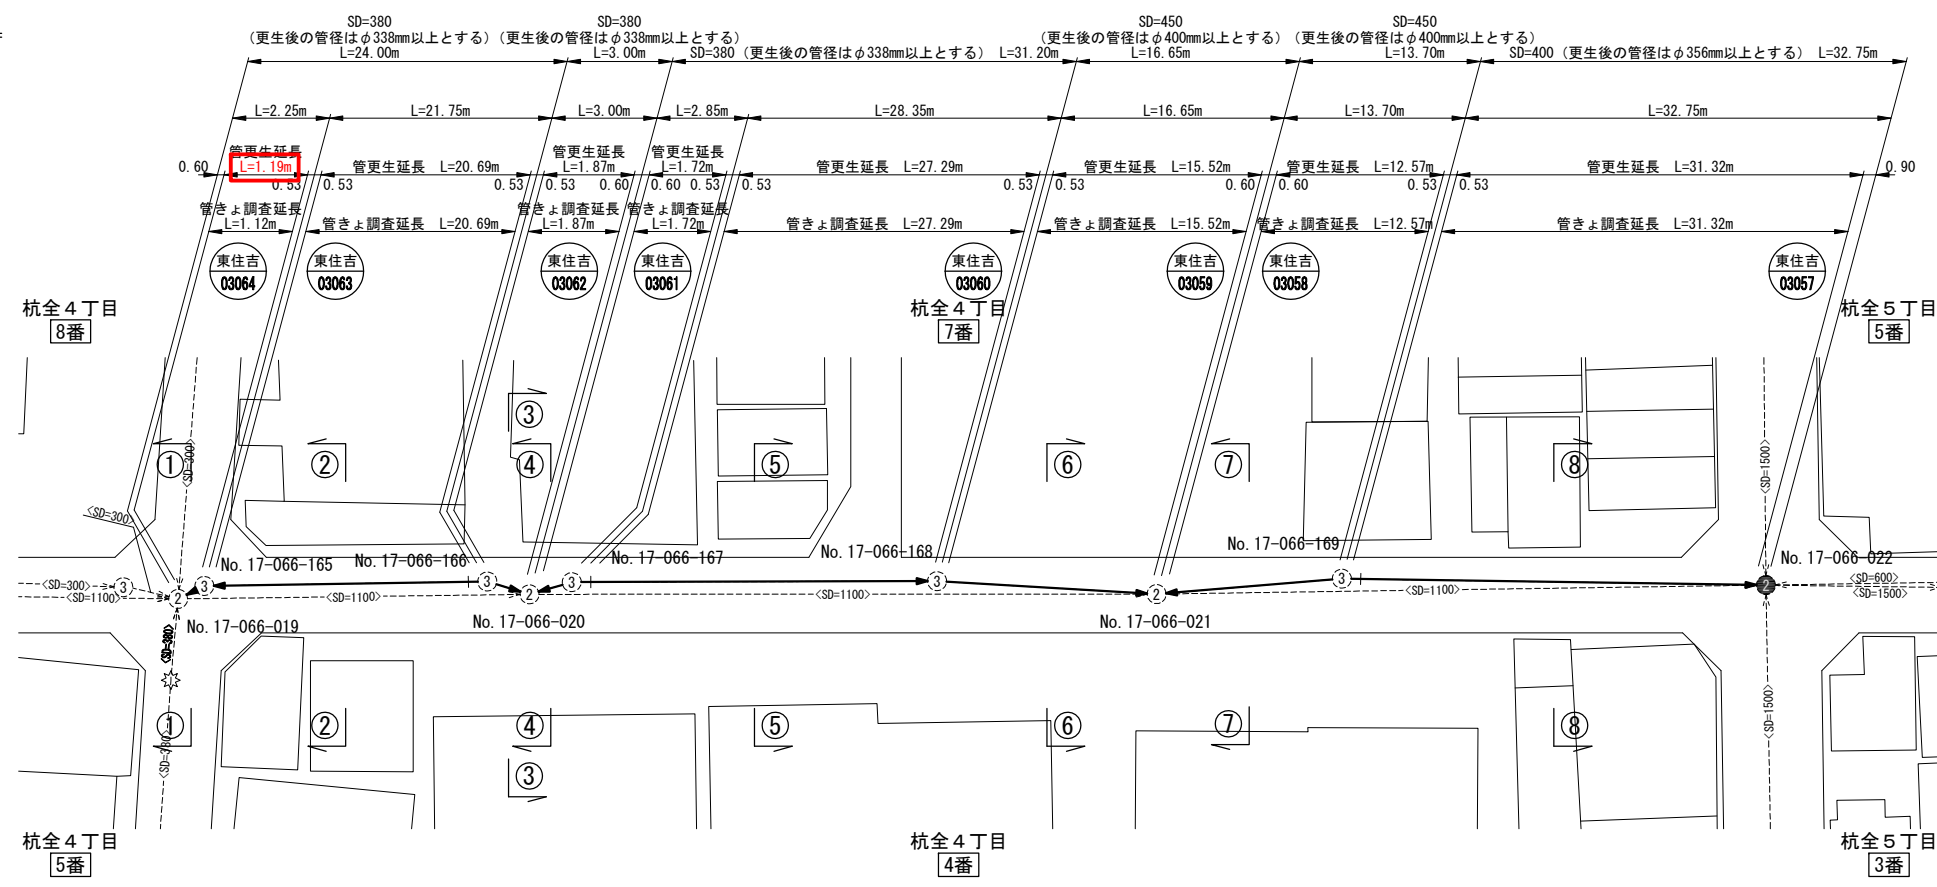 SD=380
(更生後の管径はφ338mm以上とする)
L=24.00m
SD=380
(更生後の管径はφ338mm以上とする)
L=3.00m
SD=380 (更生後の管径はφ338mm以上とする) L=31.20m
SD=450
(更生後の管径はφ400mm以上とする)
L=16.65m
SD=450
(更生後の管径はφ400mm以上とする)
L=13.70m
SD=400 (更生後の管径はφ356mm以上とする) L=32.75m
L=2.25m
L=21.75m
L=3.00m
L=2.85m
L=28.35m
L=16.65m
L=13.70m
L=32.75m
0.60
管更生延長
L=1.19m
0.53
0.53
管更生延長 L=20.69m
0.53
管更生延長
L=1.87m
0.53
0.60
管更生延長
L=1.72m
0.60
0.53
0.53
管更生延長 L=27.29m
0.53
0.53
管更生延長 L=15.52m
0.60
0.60
管更生延長 L=12.57m
0.53
0.53
管更生延長 L=31.32m
0.90
管きょ調査延長
L=1.12m
管きょ調査延長 L=20.69m
管きょ調査延長
L=1.87m
管きょ調査延長
L=1.72m
管きょ調査延長 L=27.29m
管きょ調査延長 L=15.52m
管きょ調査延長 L=12.57m
管きょ調査延長 L=31.32m
東住吉
03064
東住吉
03063
東住吉
03062
東住吉
03061
東住吉
03060
東住吉
03059
東住吉
03058
東住吉
03057
杭全4丁目
8番
杭全4丁目
7番
杭全5丁目
5番
③
①
②
④
⑤
⑥
⑦
⑧
<SD=300>
<SD=300>
<SD=1500>
No. 17-066-165
No. 17-066-166
No. 17-066-167
No. 17-066-168
No. 17-066-169
No. 17-066-022
<SD=300>
3
3
3
3
3
3
<SD=600>
<SD=1100>
2
<SD=1100>
2
<SD=1100>
2
<SD=1100>
2
<SD=1500>
No. 17-066-019
No. 17-066-020
No. 17-066-021
<SD=380>
①
②
④
⑤
⑥
⑦
⑧
③
<SD=380>
<SD=1500>
杭全4丁目
5番
杭全4丁目
4番
杭全5丁目
3番